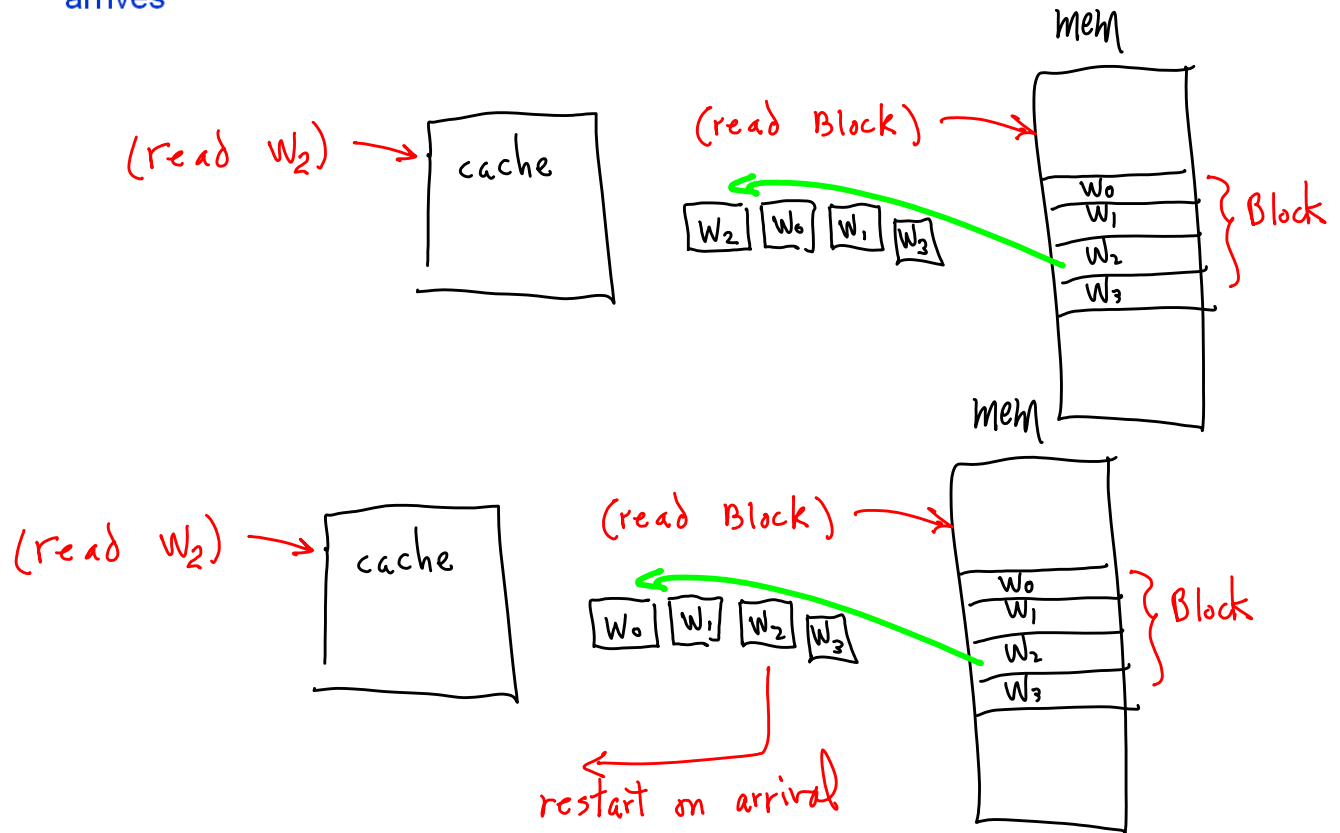 arrives
mem
(read W2)
cache
(read Block)
W2 W0 W1 W3
W0
W1
W2
W3
Block
mem
(read W2)
cache
(read Block)
W0 W1 W2 W3
W0
W1
W2
W3
Block
restart on arrival